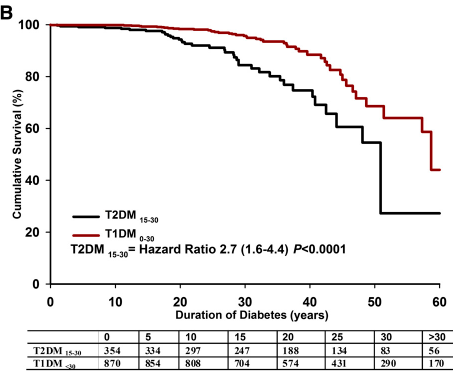 B
100
80
60
40
20
0
Cumulative Survival (%)
T2DM 15-30
T1DM 0-30
T2DM 15-30= Hazard Ratio 2.7 (1.6-4.4) P<0.0001
0 10 20 30 40 50 60
Duration of Diabetes (years)
0 5 10 15 20 25 30 >30
T2DM 15-30 354 334 297 247 188 134 83 56
T1DM <30 870 854 808 704 574 431 290 170